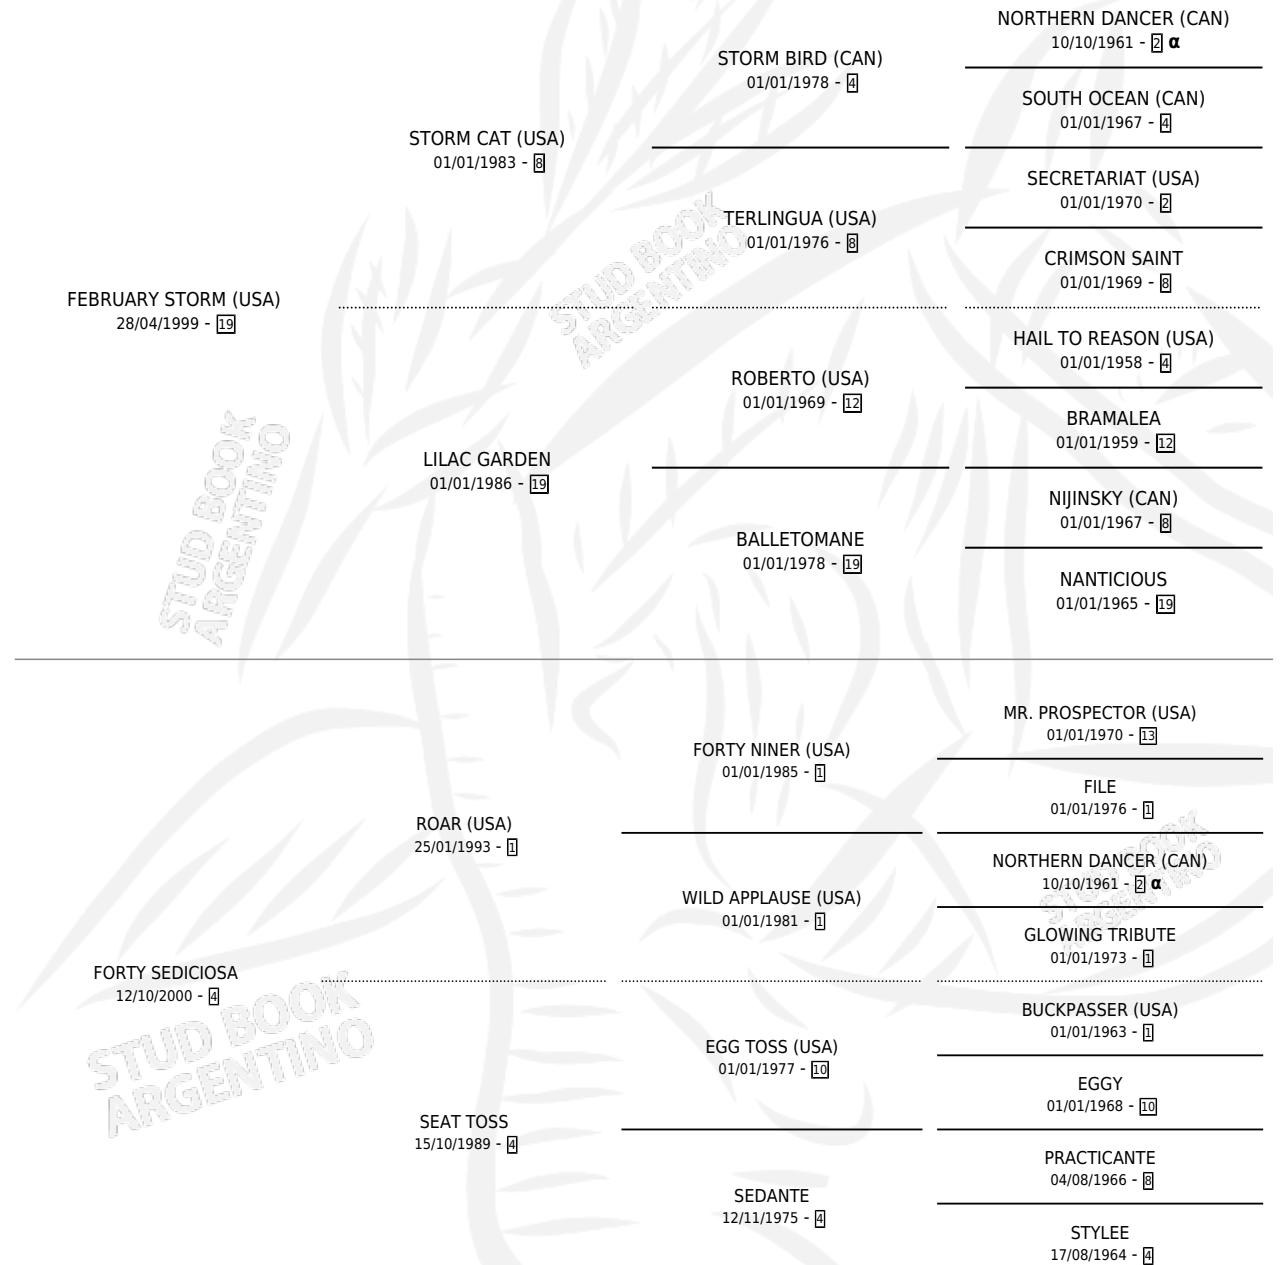 NORTHERN DANCER (CAN)
10/10/1961 - 2 α
STORM BIRD (CAN)
01/01/1978 - 4
SOUTH OCEAN (CAN)
01/01/1967 - 4
STORM CAT (USA)
01/01/1983 - 8
SECRETARIAT (USA)
01/01/1970 - 2
TERLINGUA (USA)
01/01/1976 - 8
CRIMSON SAINT
01/01/1969 - 8
FEBRUARY STORM (USA)
28/04/1999 - 19
HAIL TO REASON (USA)
01/01/1958 - 4
ROBERTO (USA)
01/01/1969 - 12
BRAMALEA
01/01/1959 - 12
LILAC GARDEN
01/01/1986 - 19
NIJINSKY (CAN)
01/01/1967 - 8
BALLETOMANE
01/01/1978 - 19
NANTICIOUS
01/01/1965 - 19
MR. PROSPECTOR (USA)
01/01/1970 - 13
FORTY NINER (USA)
01/01/1985 - 1
FILE
01/01/1976 - 1
ROAR (USA)
25/01/1993 - 1
NORTHERN DANCER (CAN)
10/10/1961 - 2 α
WILD APPLAUSE (USA)
01/01/1981 - 1
GLOWING TRIBUTE
01/01/1973 - 1
FORTY SEDICIOSA
12/10/2000 - 4
BUCKPASSER (USA)
01/01/1963 - 1
EGG TOSS (USA)
01/01/1977 - 10
EGGY
01/01/1968 - 10
SEAT TOSS
15/10/1989 - 4
PRACTICANTE
04/08/1966 - 8
SEDANTE
12/11/1975 - 4
STYLEE
17/08/1964 - 4
STUD BOOK
ARGENTINO
STUD BOOK
ARGENTINO
STUD BOOK
ARGENTINO
STUD BOOK
ARGENTINO